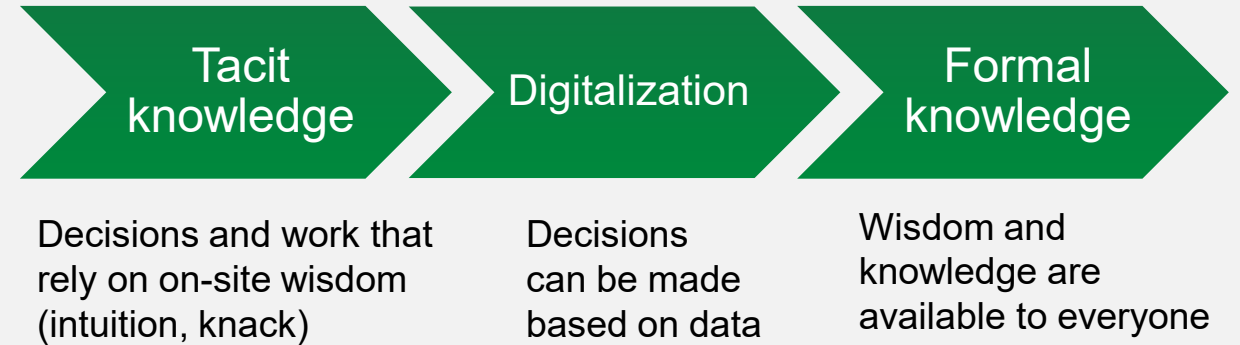 Tacit
knowledge
Digitalization
Formal
knowledge
Decisions and work that
rely on on-site wisdom
(intuition, knack)
Decisions
can be made
based on data
Wisdom and
knowledge are
available to everyone